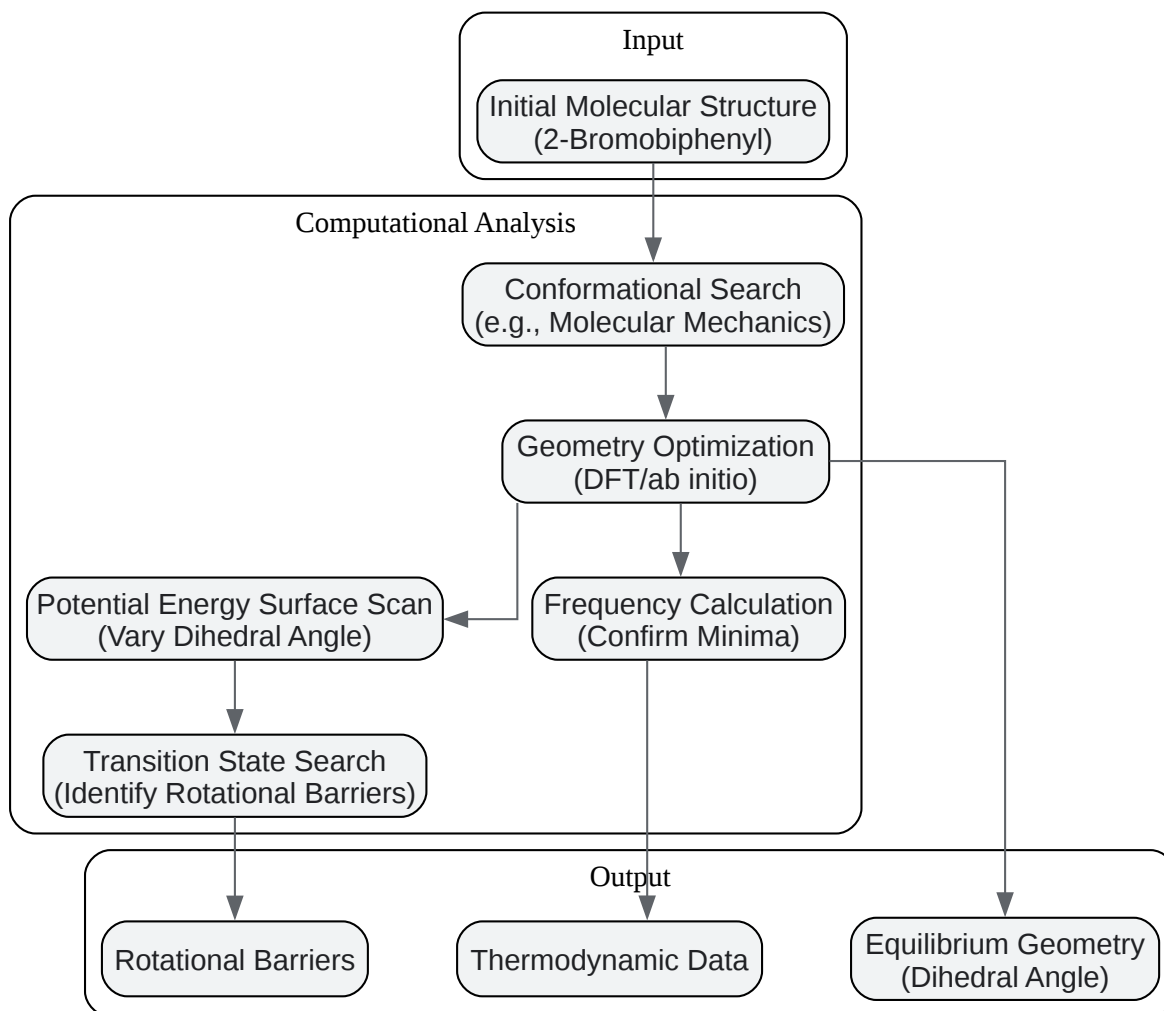 Input
Initial Molecular Structure
(2-Bromobiphenyl)
Computational Analysis
Conformational Search
(e.g., Molecular Mechanics)
Geometry Optimization
(DFT/ab initio)
Potential Energy Surface Scan
(Vary Dihedral Angle)
Frequency Calculation
(Confirm Minima)
Transition State Search
(Identify Rotational Barriers)
Output
Rotational Barriers
Thermodynamic Data
Equilibrium Geometry
(Dihedral Angle)